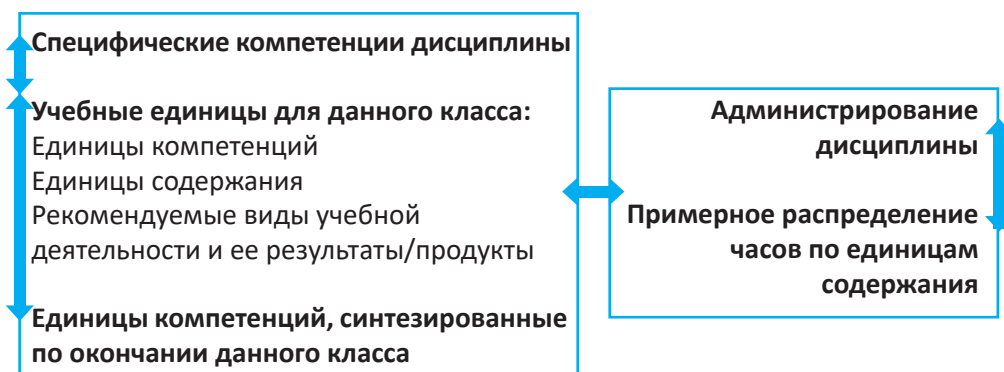 Специфические компетенции дисциплины
Учебные единицы для данного класса:
Единицы компетенций
Единицы содержания
Рекомендуемые виды учебной
деятельности и ее результаты/продукты
Единицы компетенций, синтезированные
по окончании данного класса
Администрирование
дисциплины
Примерное распределение
часов по единицам
содержания